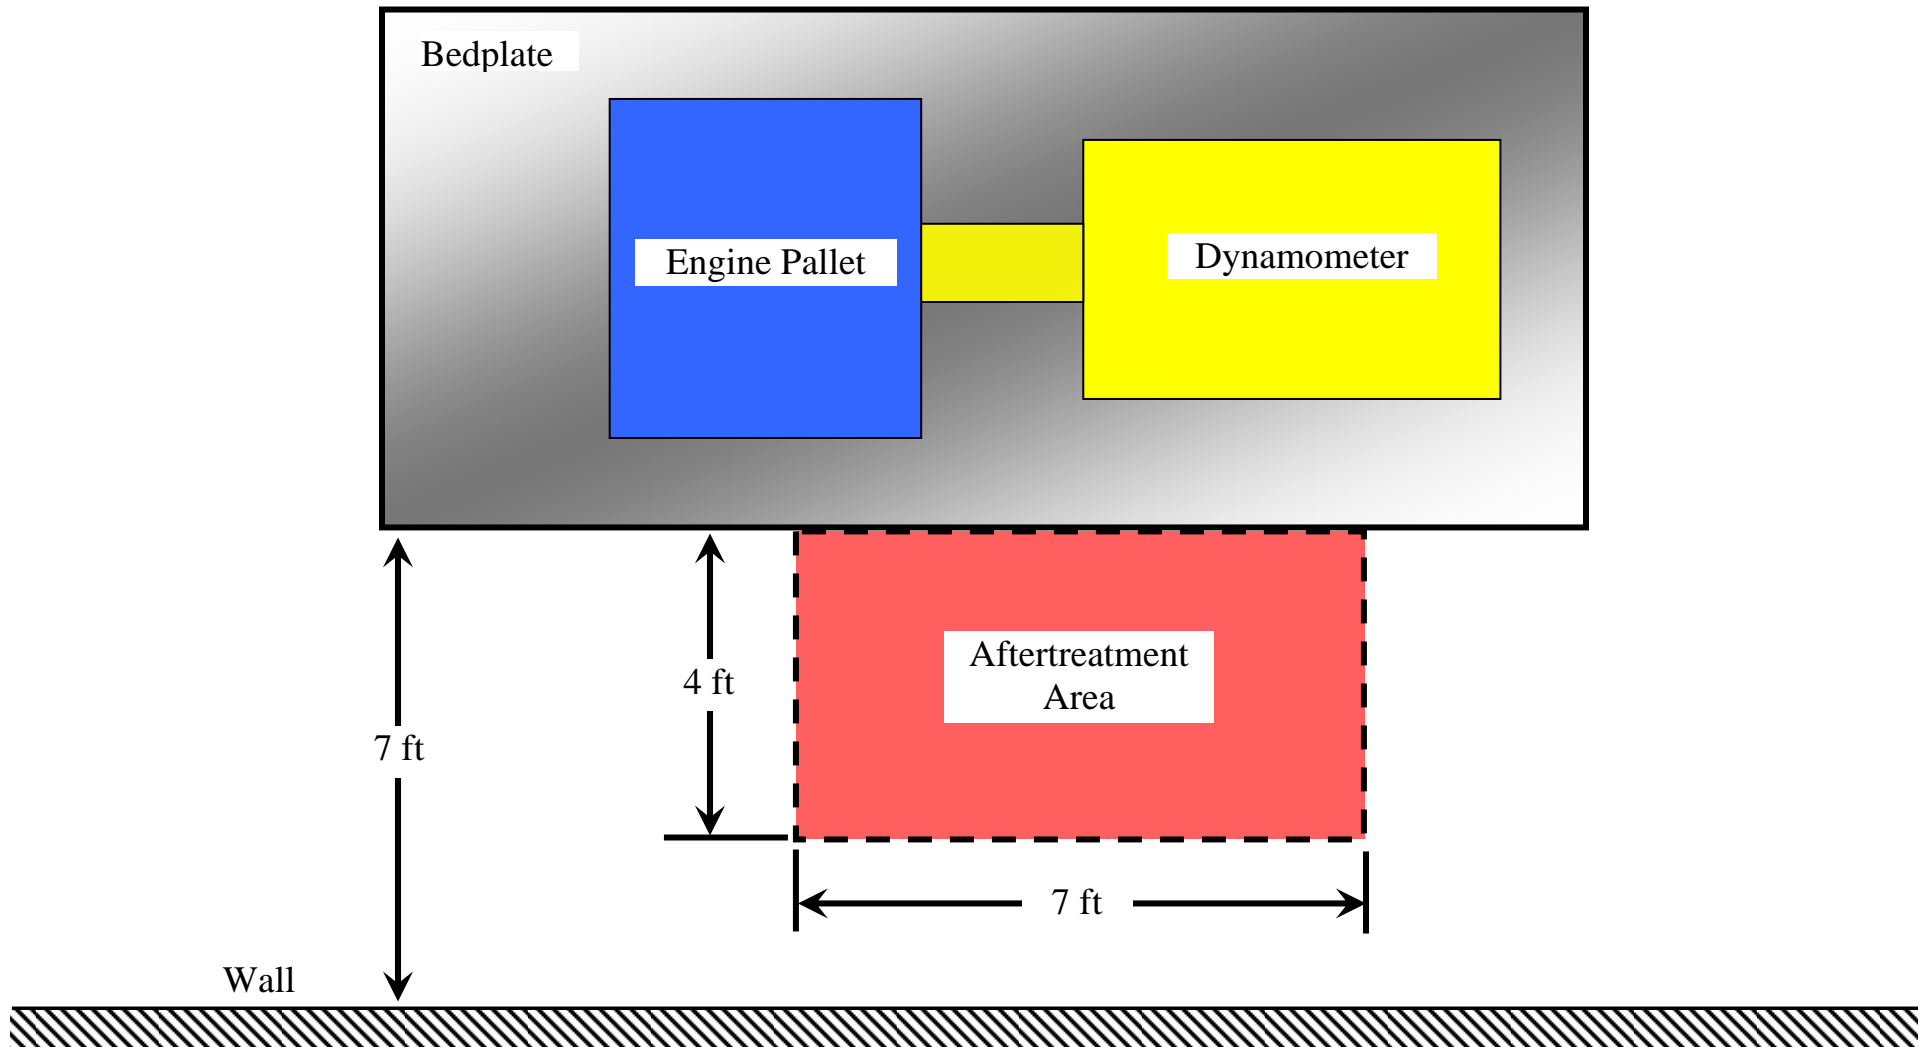 Bedplate
Engine Pallet
Dynamometer
Aftertreatment
Area
4 ft
7 ft
7 ft
Wall